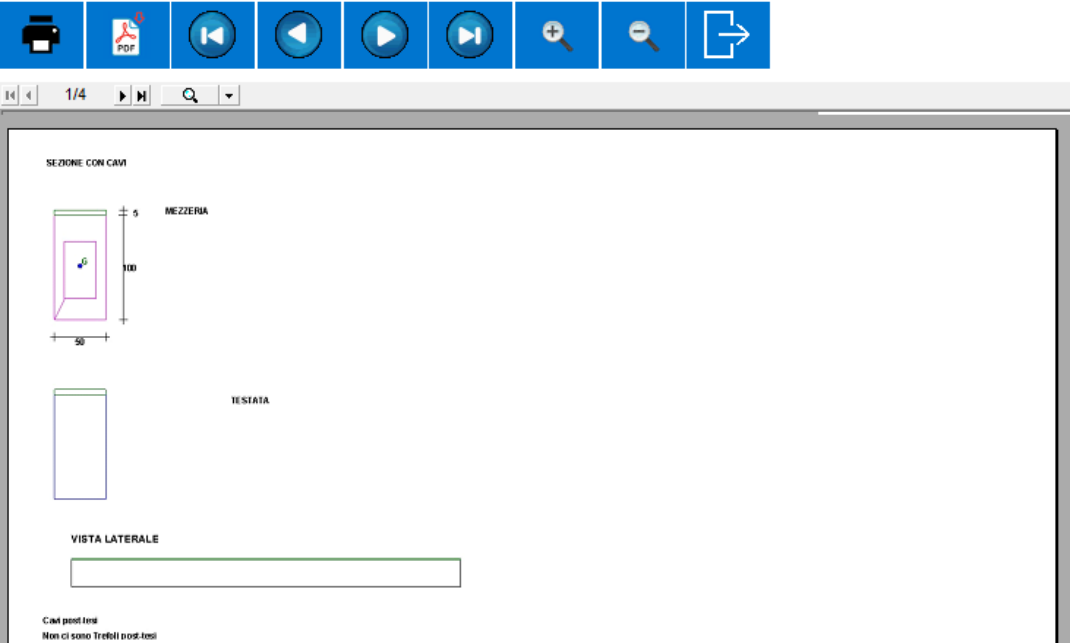 G
PDF
1/4
SEZIONE CON CAVI
5
MEZZERIA
G
100
50
TESTATA
VISTA LATERALE
Cavi post-tesi
Non ci sono Trefoli post-tesi